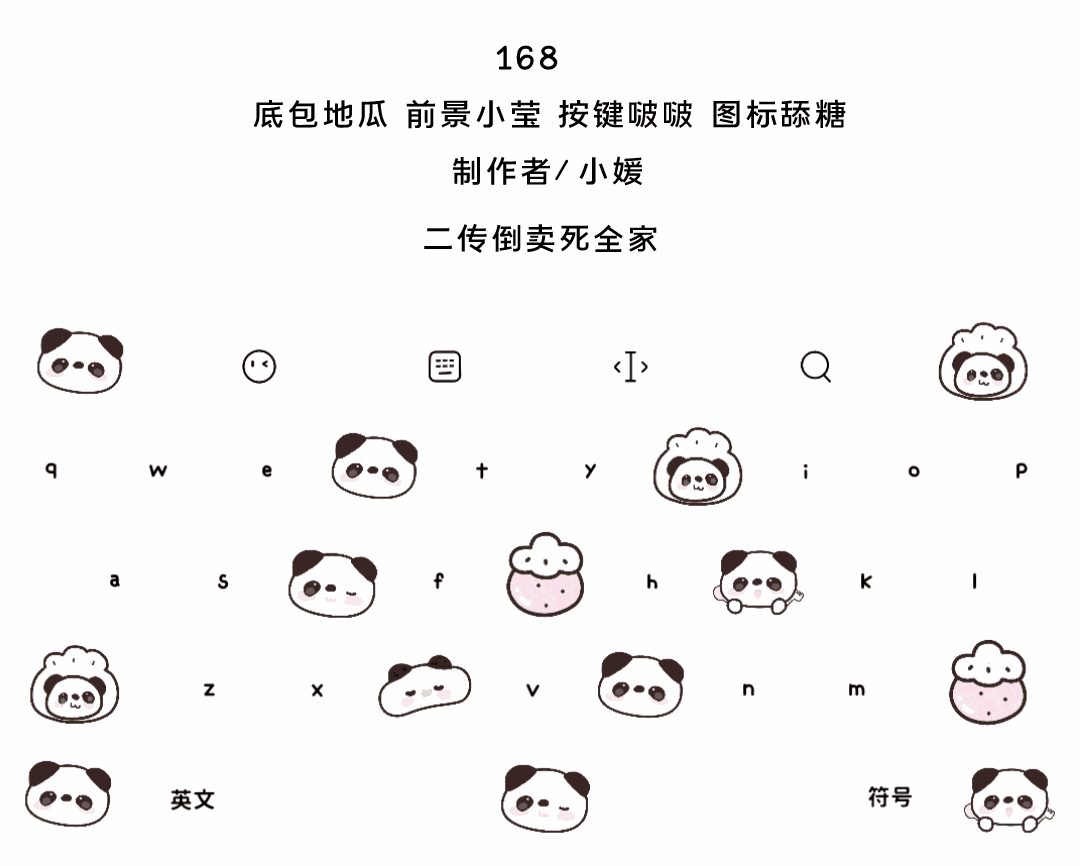 168
底包地瓜 前景小莹 按键啵啵 图标舔糖
制作者/小媛
二传倒卖死全家
q w e t y i o p
a s f h k l
z x v n m
英文 符号